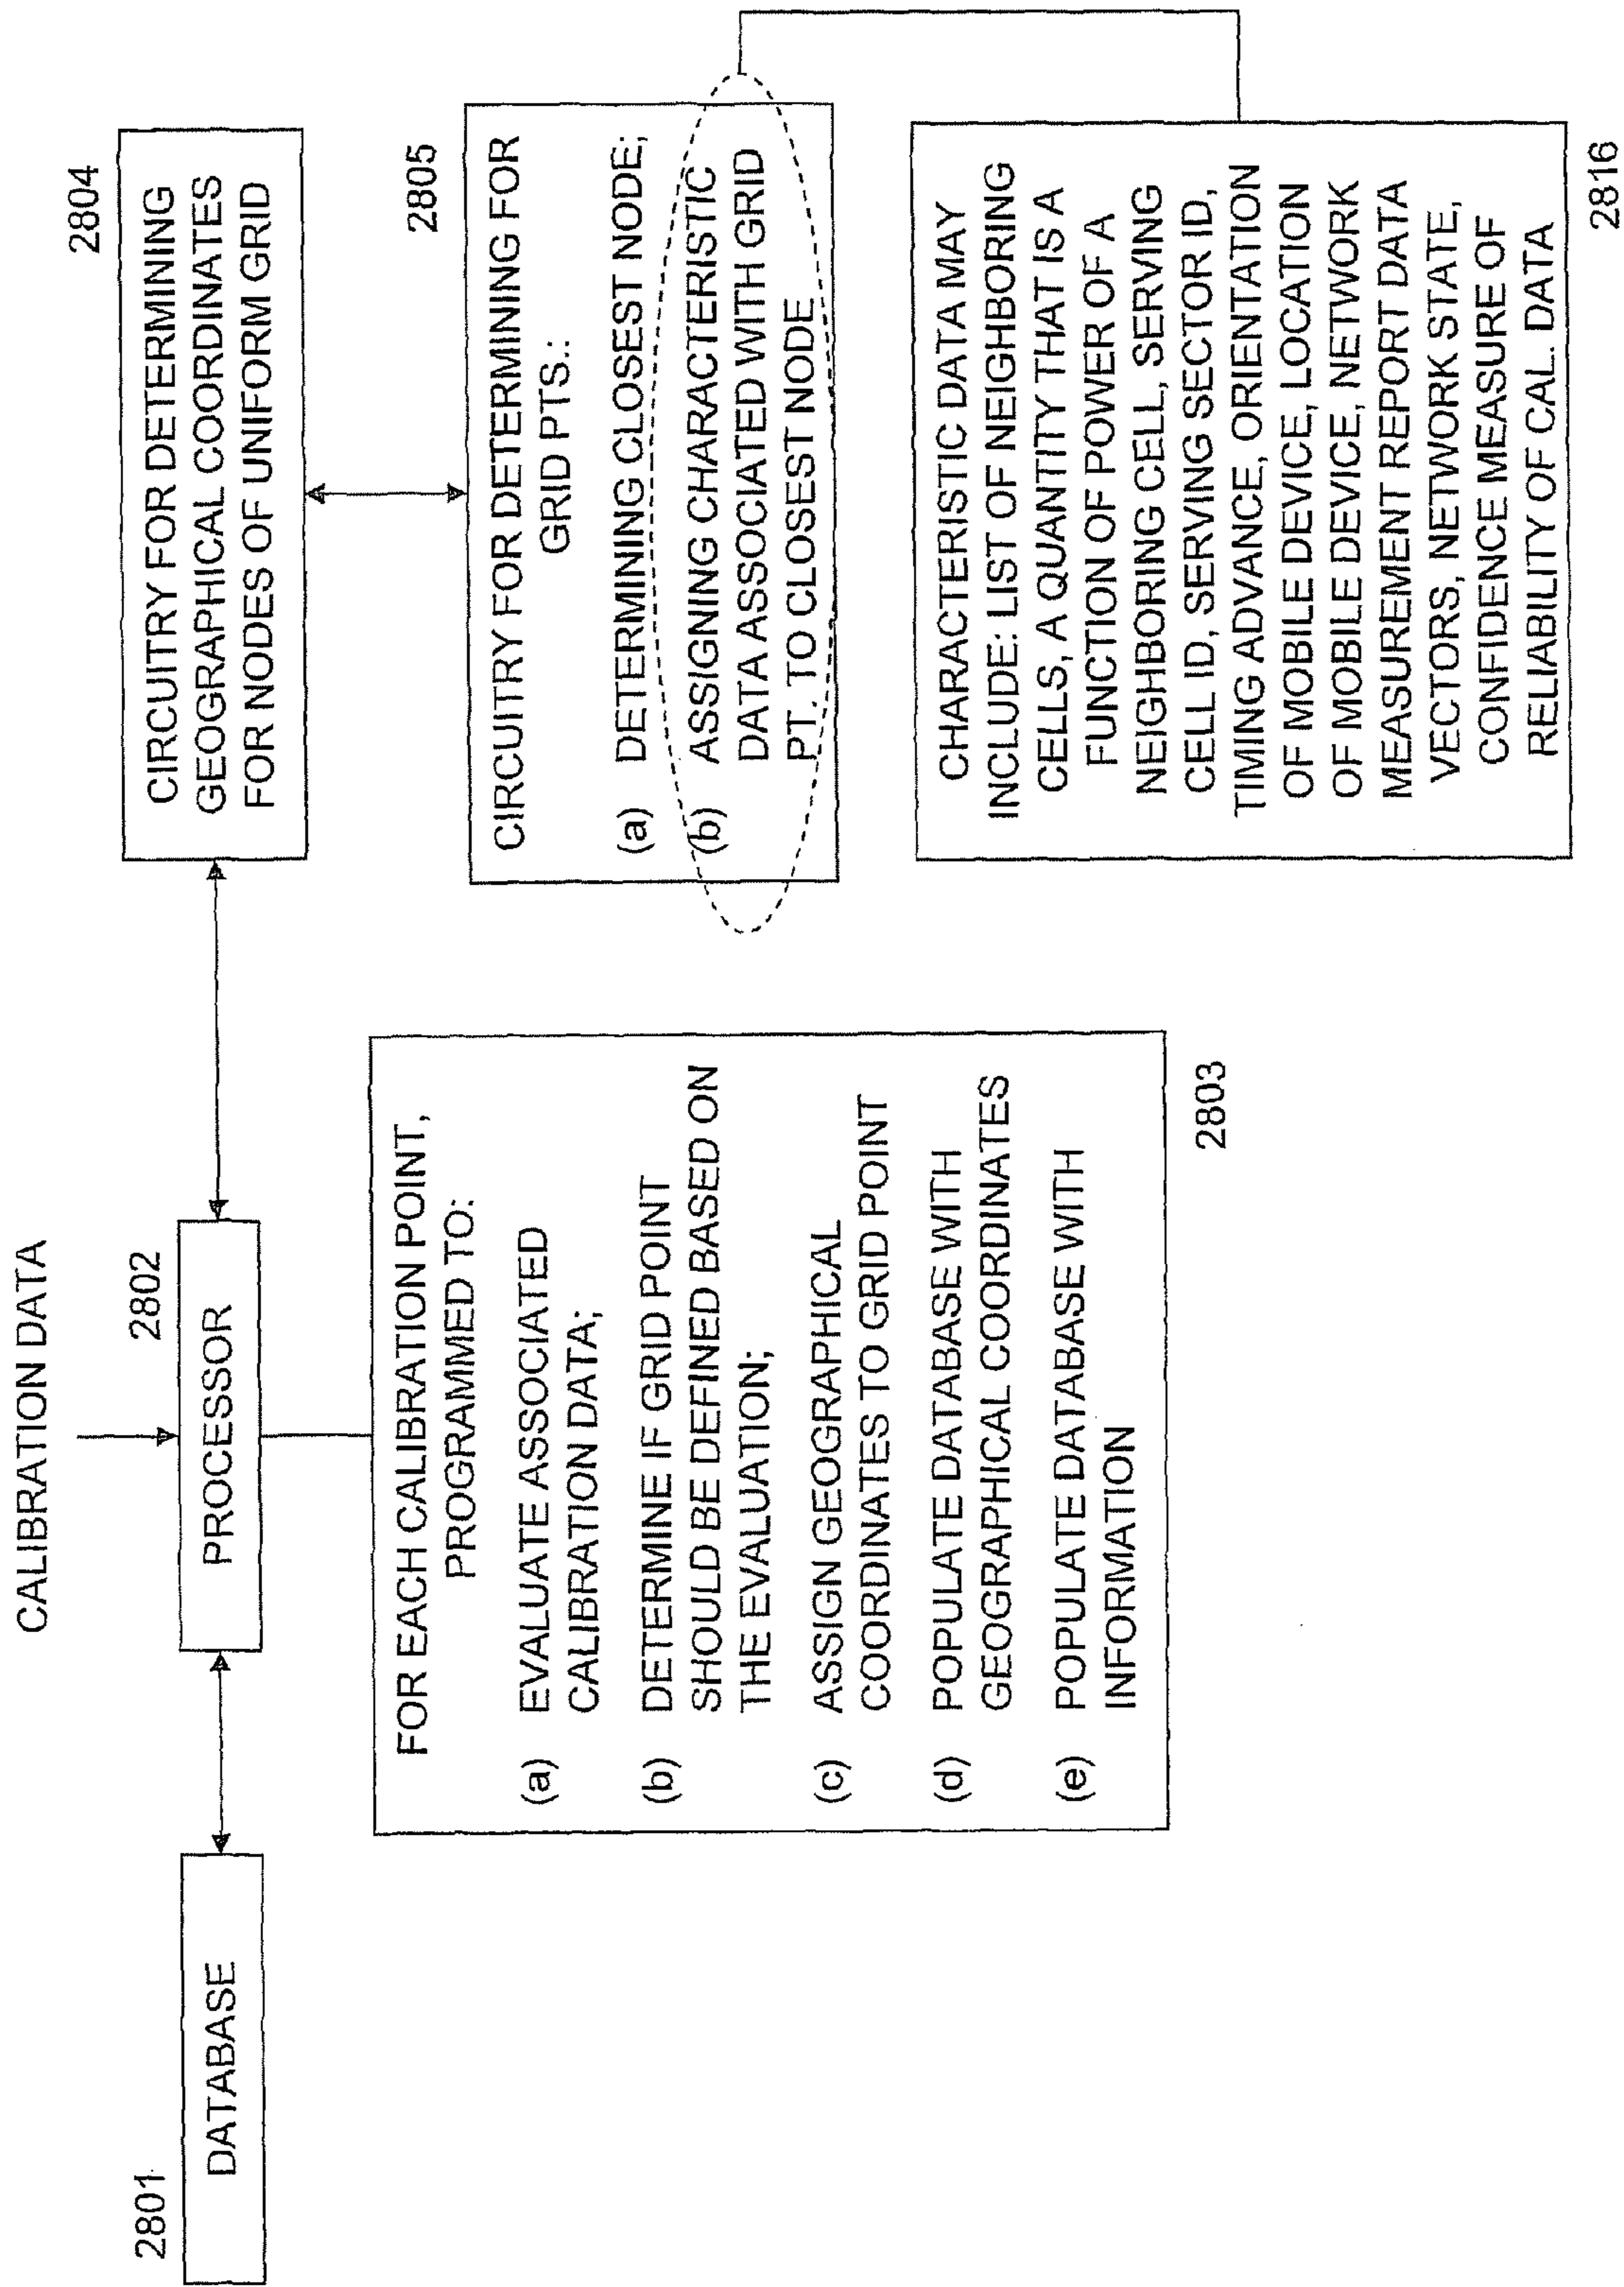 CALIBRATION DATA
2801
DATABASE
2802
PROCESSOR
2804
CIRCUITRY FOR DETERMINING
GEOGRAPHICAL COORDINATES
FOR NODES OF UNIFORM GRID
FOR EACH CALIBRATION POINT,
PROGRAMMED TO:
(a) EVALUATE ASSOCIATED
CALIBRATION DATA;
(b) DETERMINE IF GRID POINT
SHOULD BE DEFINED BASED ON
THE EVALUATION;
(c) ASSIGN GEOGRAPHICAL
COORDINATES TO GRID POINT
(d) POPULATE DATABASE WITH
GEOGRAPHICAL COORDINATES
(e) POPULATE DATABASE WITH
INFORMATION
2803
2805
CIRCUITRY FOR DETERMINING FOR
GRID PTS.:
(a) DETERMINING CLOSEST NODE;
(b) ASSIGNING CHARACTERISTIC
DATA ASSOCIATED WITH GRID
PT. TO CLOSEST NODE
CHARACTERISTIC DATA MAY
INCLUDE: LIST OF NEIGHBORING
CELLS, A QUANTITY THAT IS A
FUNCTION OF POWER OF A
NEIGHBORING CELL, SERVING
CELL ID, SERVING SECTOR ID,
TIMING ADVANCE, ORIENTATION
OF MOBILE DEVICE, LOCATION
OF MOBILE DEVICE, NETWORK
MEASUREMENT REPORT DATA
VECTORS, NETWORK STATE,
CONFIDENCE MEASURE OF
RELIABILITY OF CAL. DATA
2816